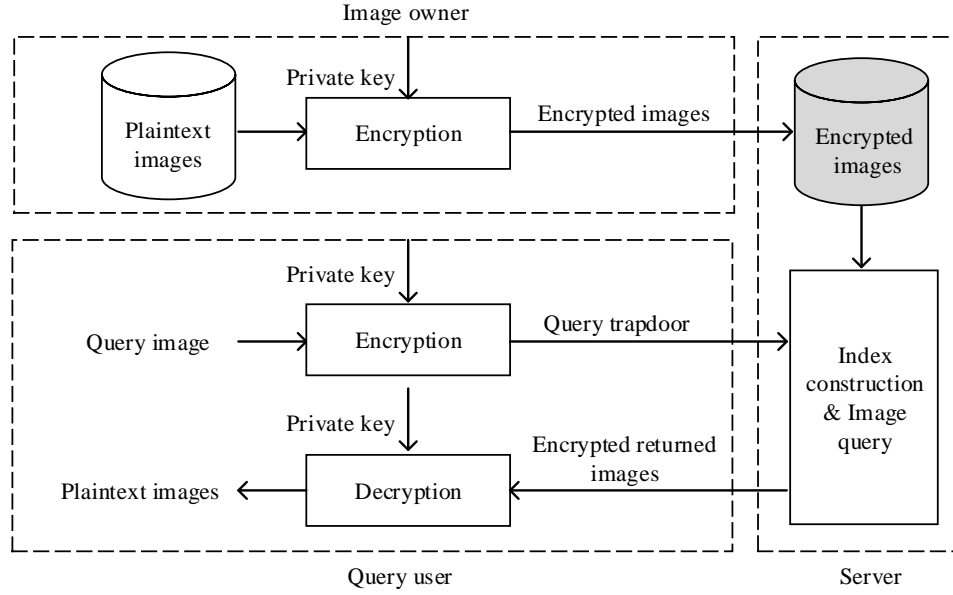 Image owner
Private key
Plaintext
images
Encryption
Encrypted images
Encrypted
images
Private key
Query image
Encryption
Query trapdoor
Index
construction
& Image
query
Private key
Encrypted returned
images
Plaintext images
Decryption
Query user
Server